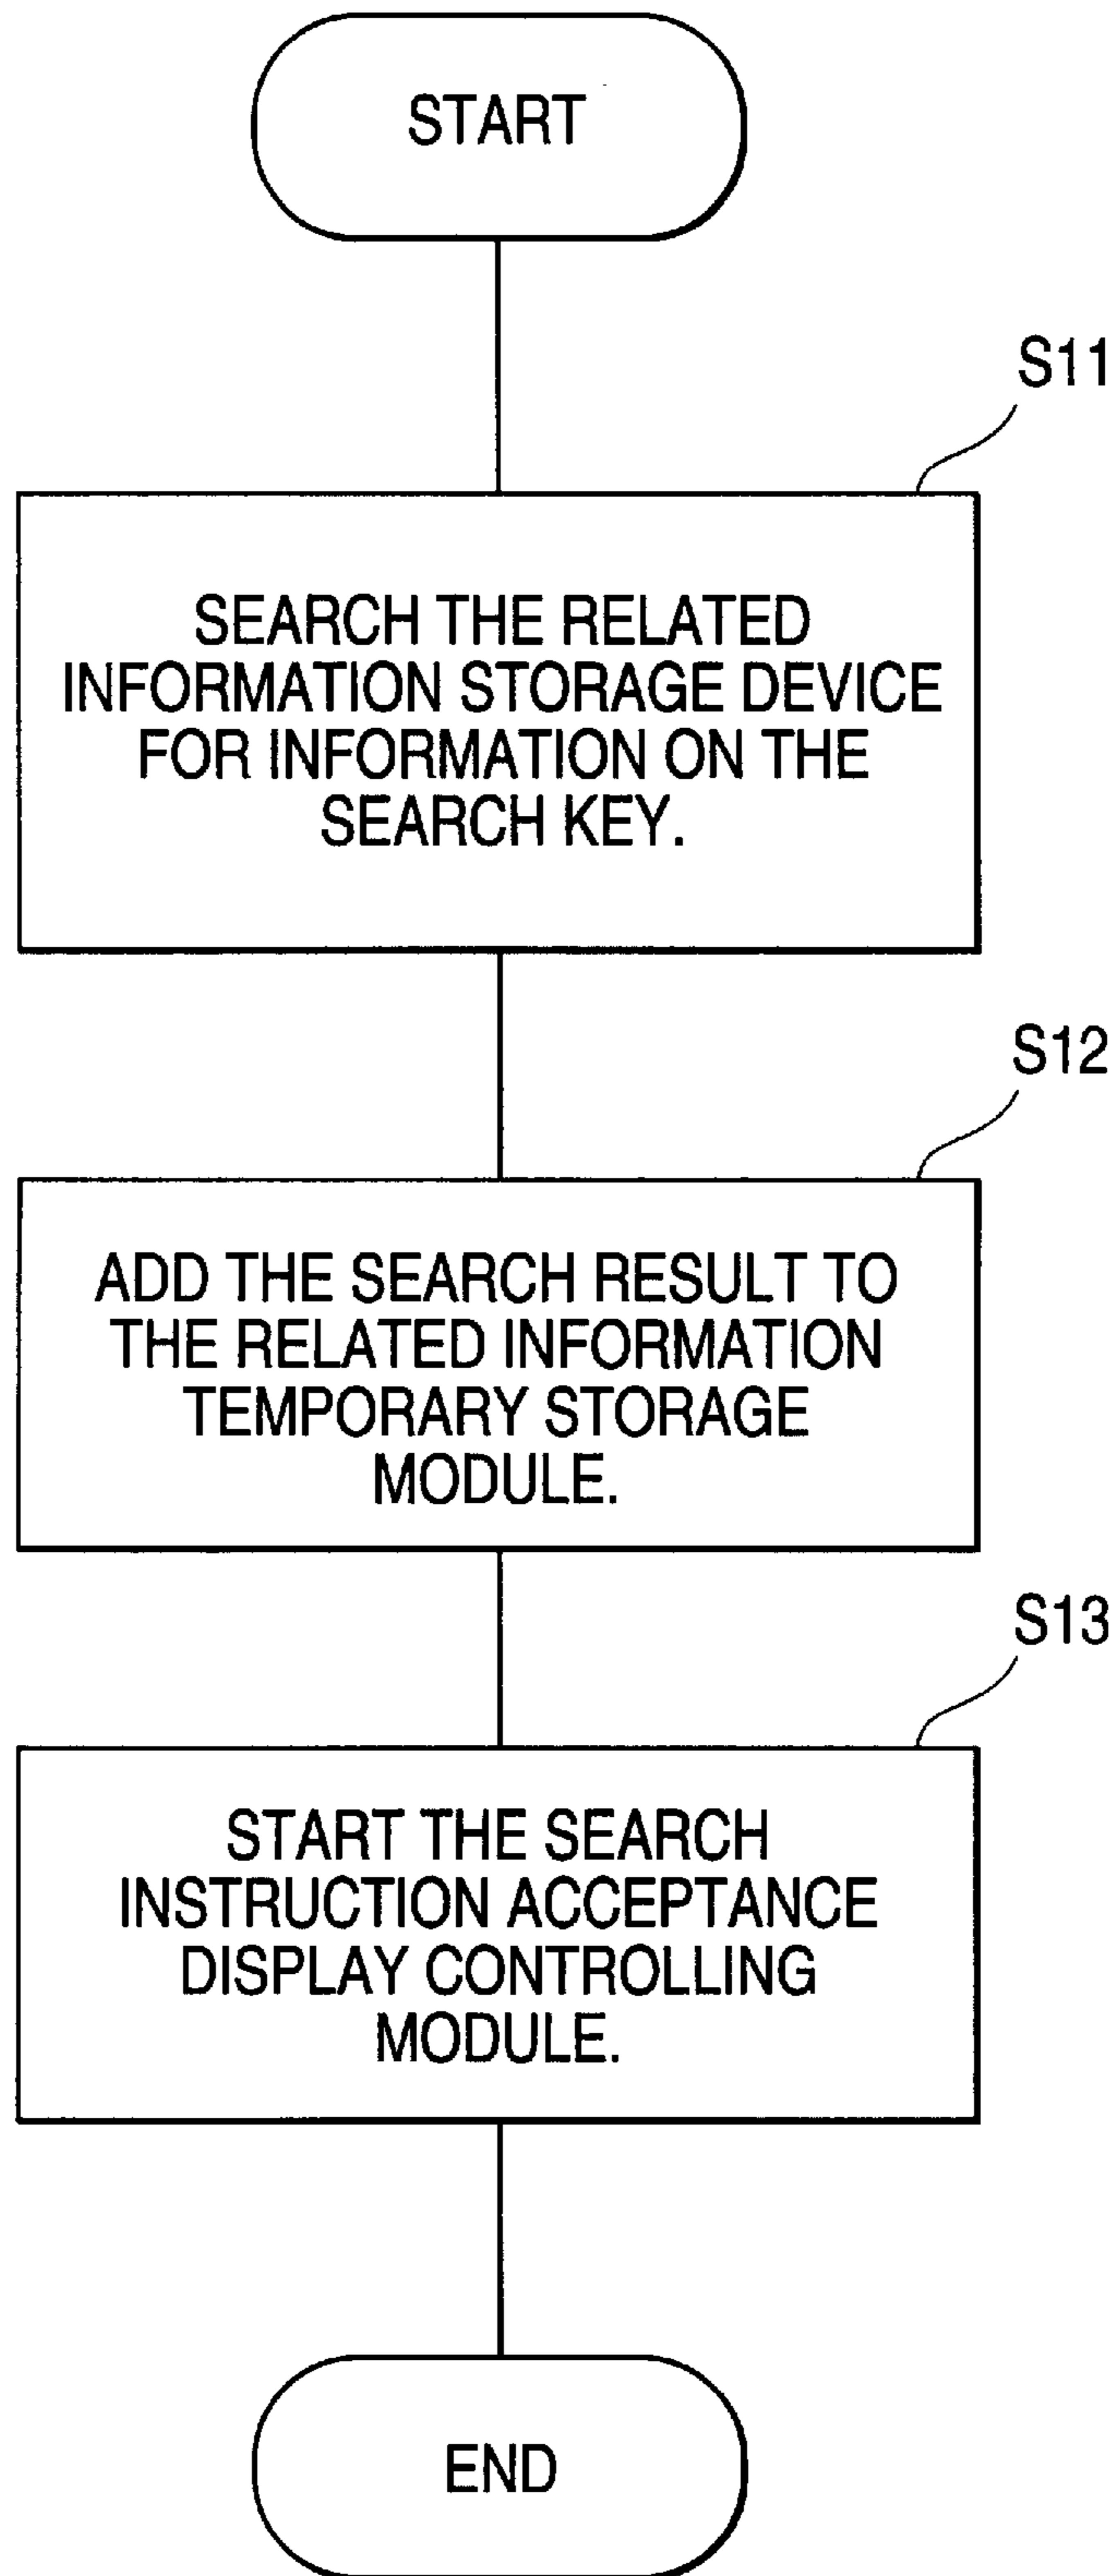 START
S11
SEARCH THE RELATED
INFORMATION STORAGE DEVICE
FOR INFORMATION ON THE
SEARCH KEY.
S12
ADD THE SEARCH RESULT TO
THE RELATED INFORMATION
TEMPORARY STORAGE
MODULE.
S13
START THE SEARCH
INSTRUCTION ACCEPTANCE
DISPLAY CONTROLLING
MODULE.
END